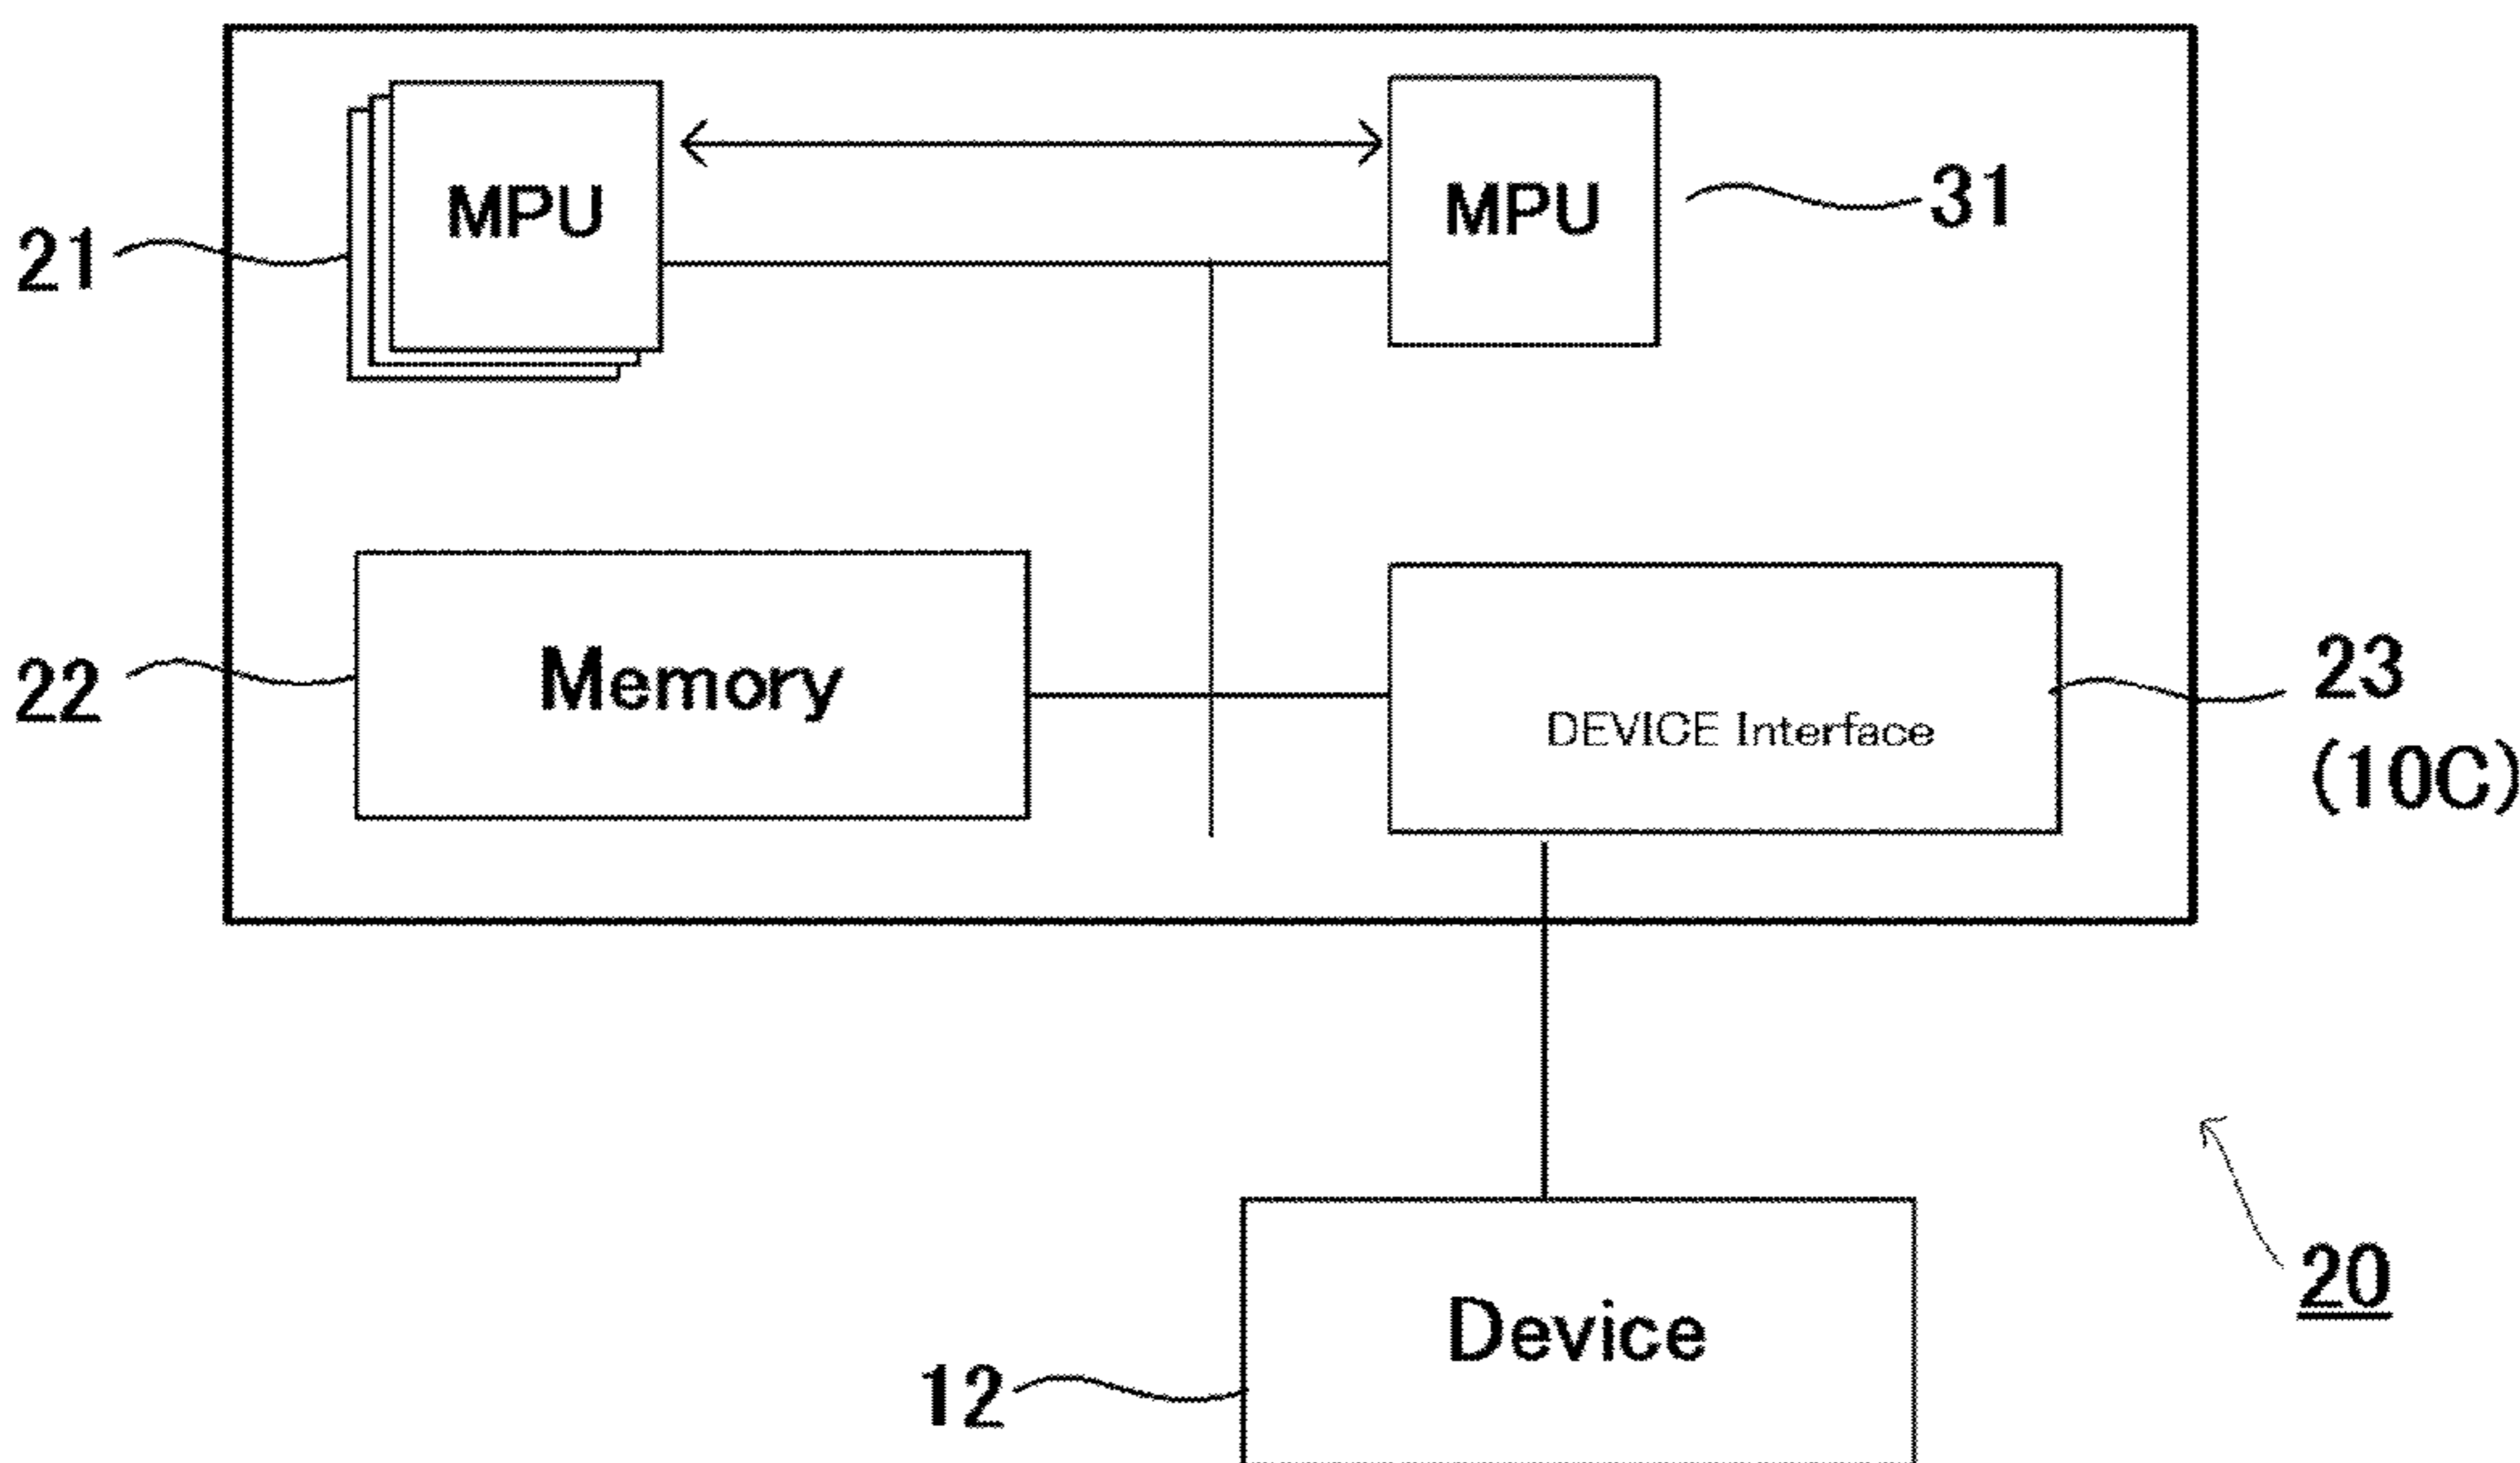 MPU
MPU
31
21
Memory
22
DEVICE Interface
23
(10C)
20
Device
12